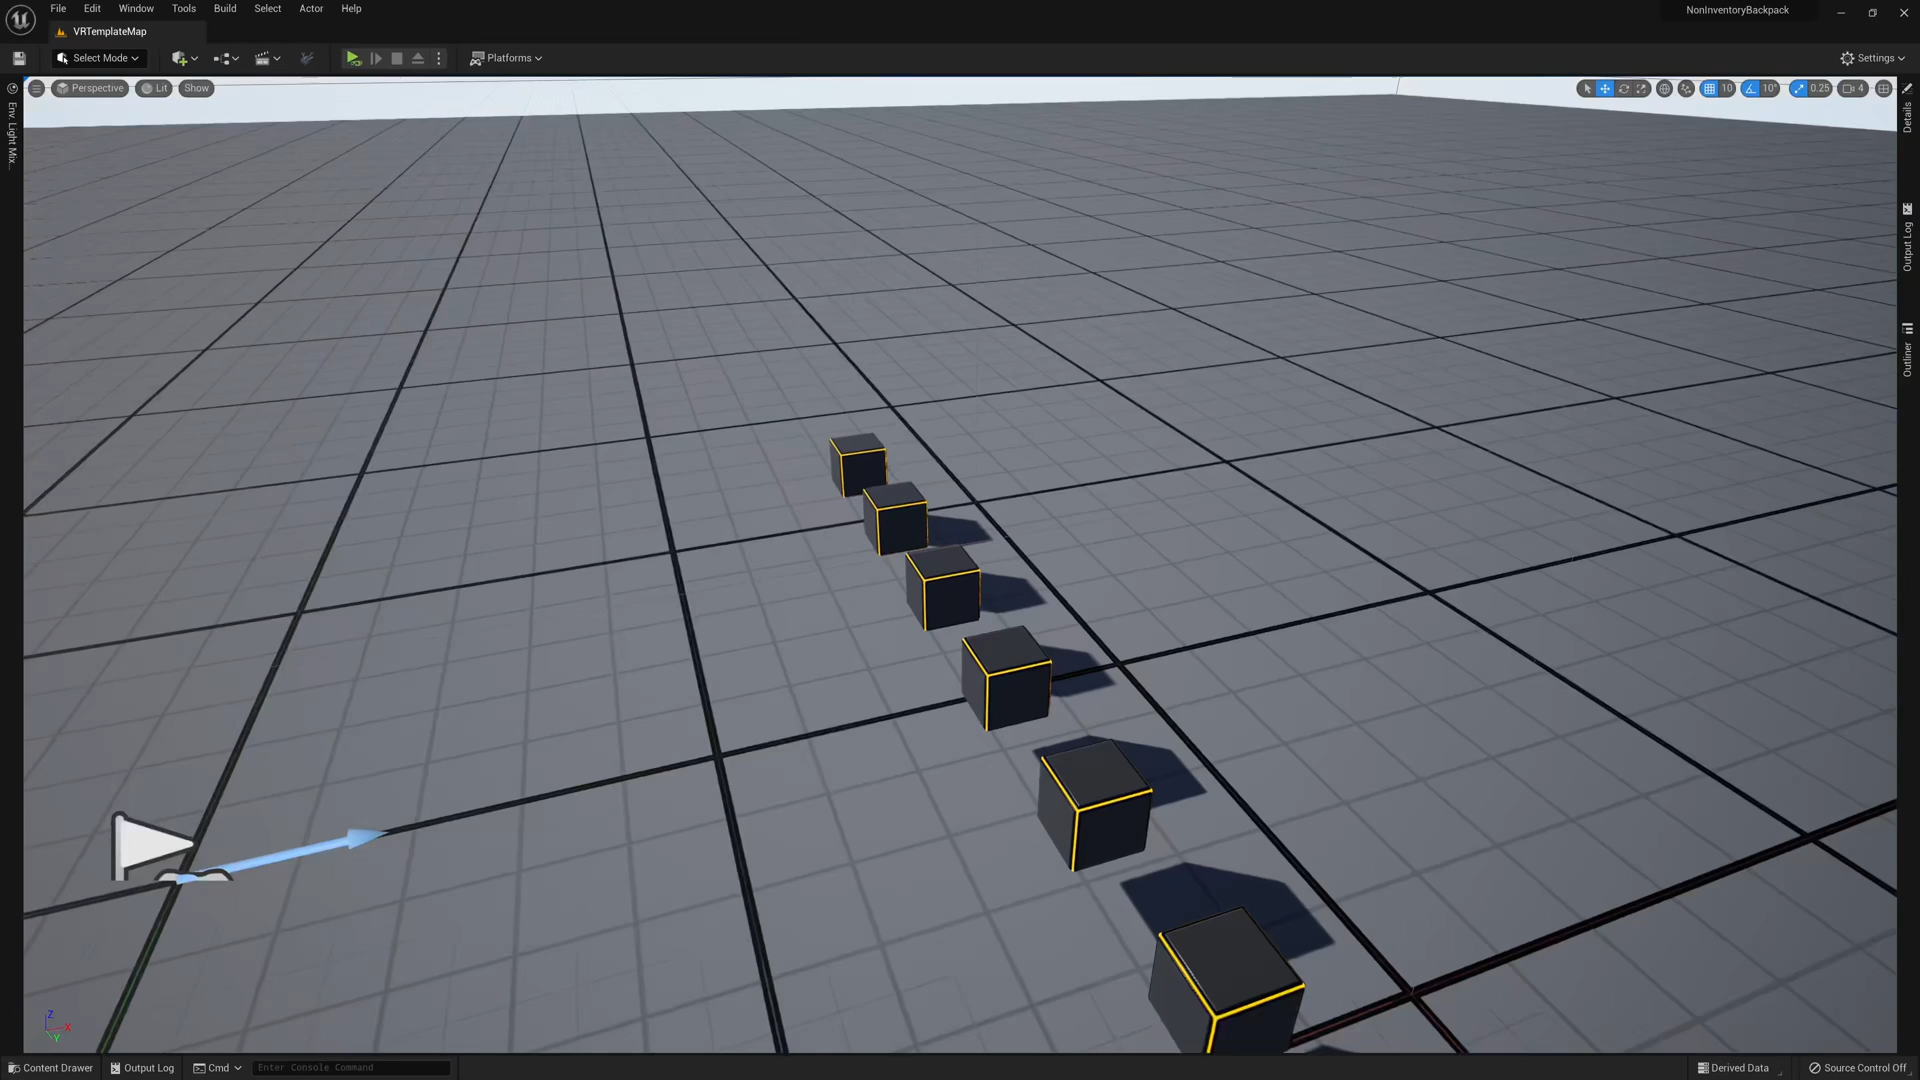 File Edit Window Tools Build Select Actor Help
NonInventoryBackpack
VRTemplateMap
Select Mode
Platforms
Settings
Perspective Lit Show
10 10° 0.25 4
Env. Light Mix...
Details
Output Log
Outliner
Z
X
Y
Content Drawer Output Log Cmd Enter Console Command
Derived Data Source Control Off